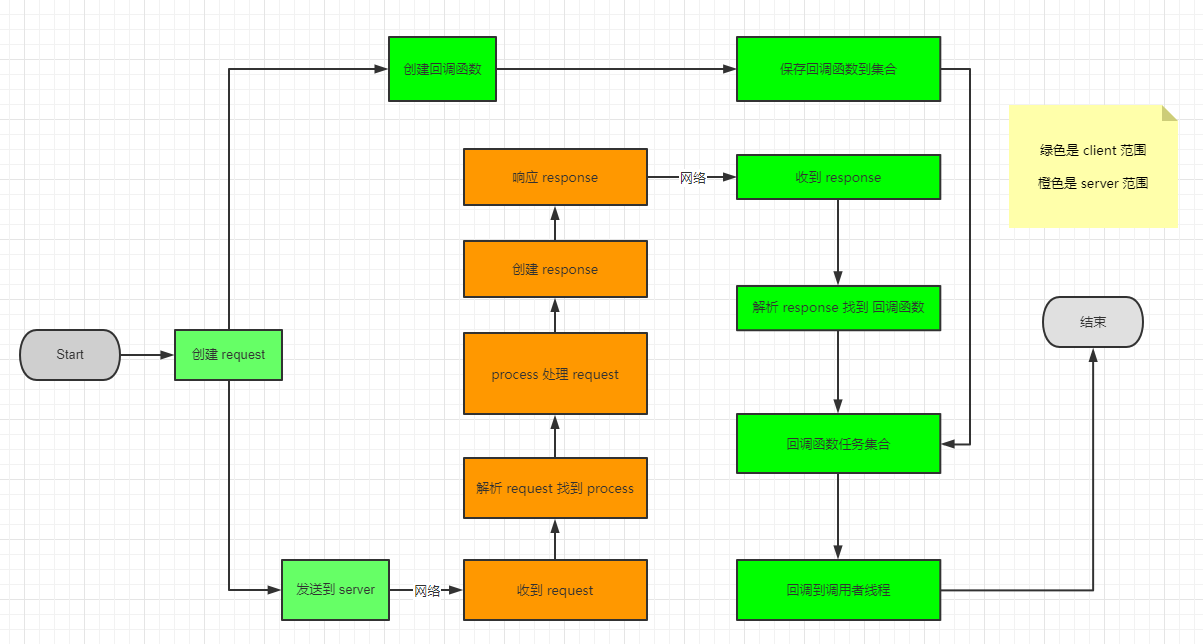 创建回调函数
保存回调函数到集合
绿色是 client 范围
橙色是 server 范围
响应 response
网络
收到 response
创建 response
解析 response 找到 回调函数
结束
Start
创建 request
process 处理 request
回调函数任务集合
解析 request 找到 process
发送到 server
网络
收到 request
回调到调用者线程